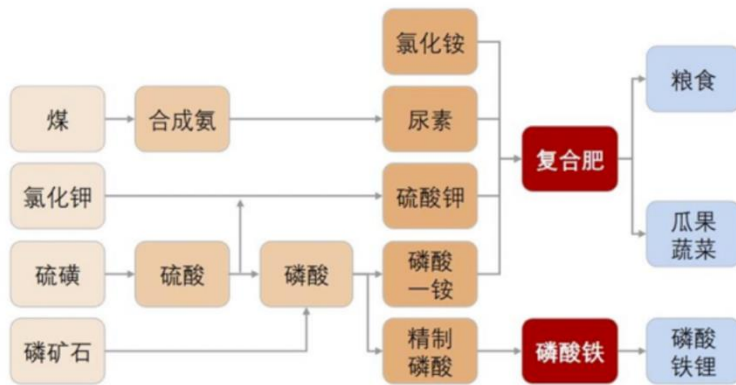 氯化铵
煤
合成氨
尿素
粮食
复合肥
氯化钾
硫酸钾
硫磺
硫酸
磷酸
磷酸
一铵
瓜果
蔬菜
磷矿石
精制
磷酸
磷酸铁
磷酸
铁锂